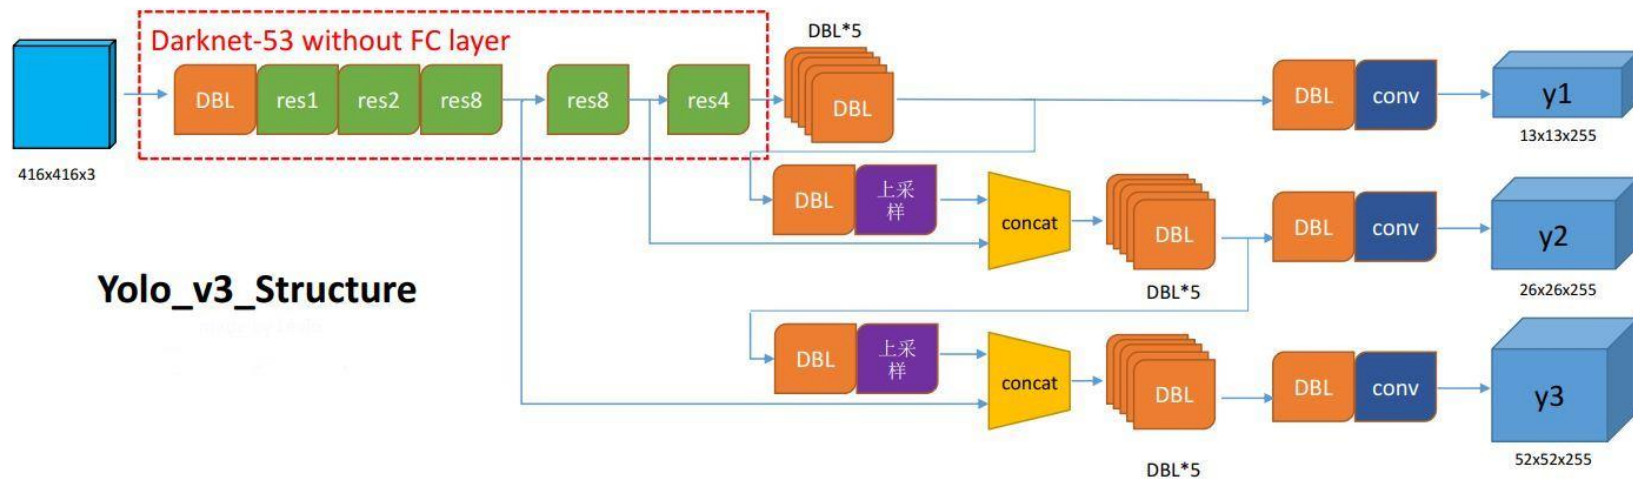 Darknet-53 without FC layer
DBL*5
DBL
res1
res2
res8
res8
res4
DBL
DBL
conv
y1
13x13x255
416x416x3
DBL
上采
样
concat
DBL
DBL
conv
y2
26x26x255
DBL*5
Yolo_v3_Structure
DBL
上采
样
concat
DBL
DBL
conv
y3
52x52x255
DBL*5